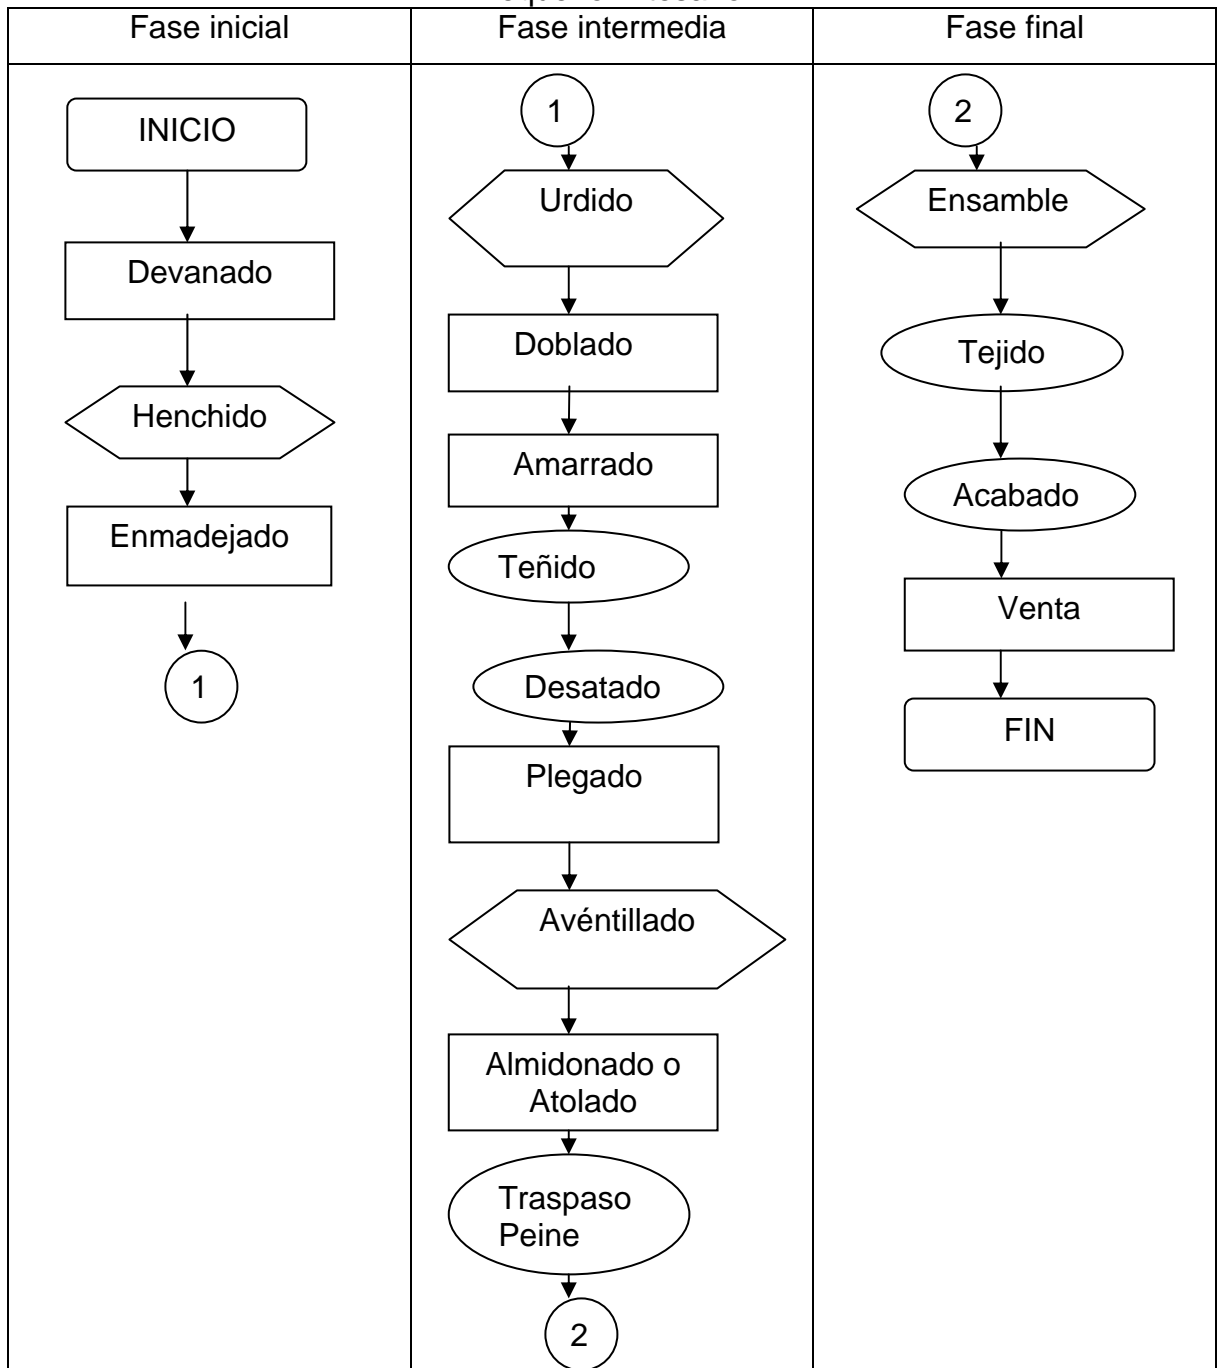 Fase inicial
Fase intermedia
Fase final
INICIO
Devanado
Henchido
Enmadejado
1
1
Urdido
Doblado
Amarrado
Teñido
Desatado
Plegado
Avéntillado
Almidonado o
Atolado
Traspaso
Peine
2
2
Ensamble
Tejido
Acabado
Venta
FIN